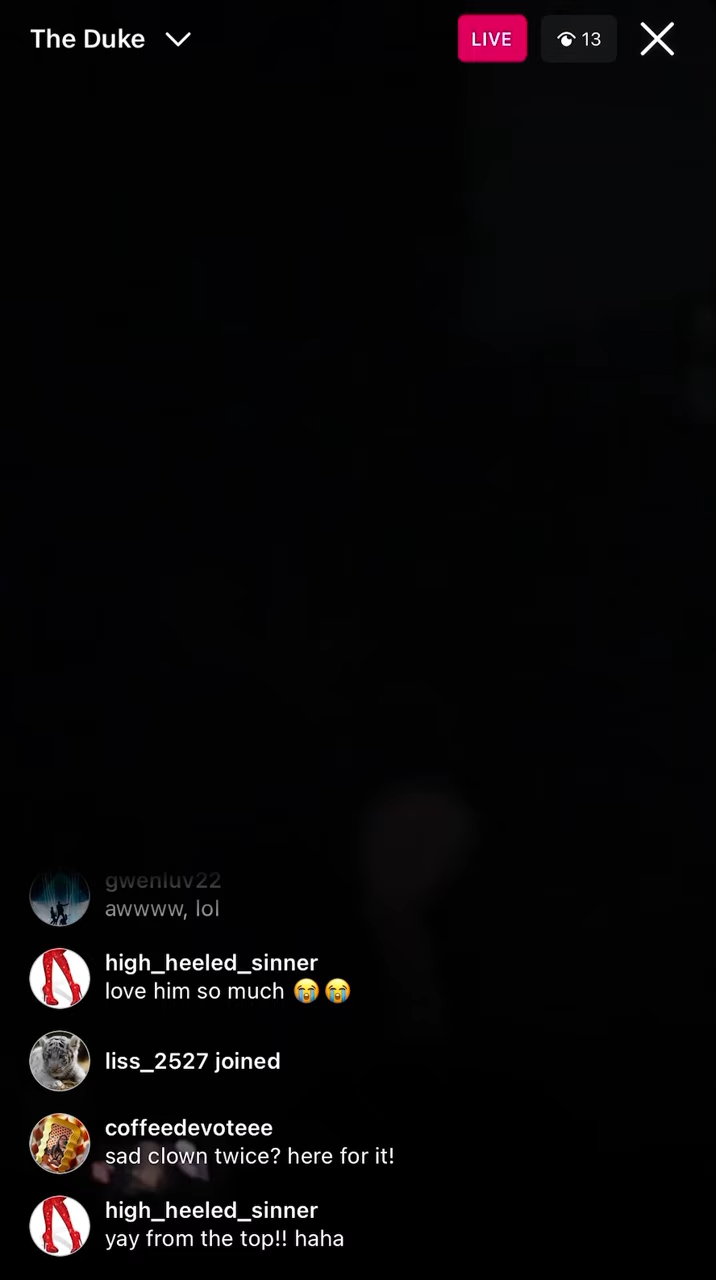 The Duke
LIVE
13
gwenluv22
awwww, lol
high_heeled_sinner
love him so much 😭😭
liss_2527 joined
coffeedevoteee
sad clown twice? here for it!
high_heeled_sinner
yay from the top!! haha